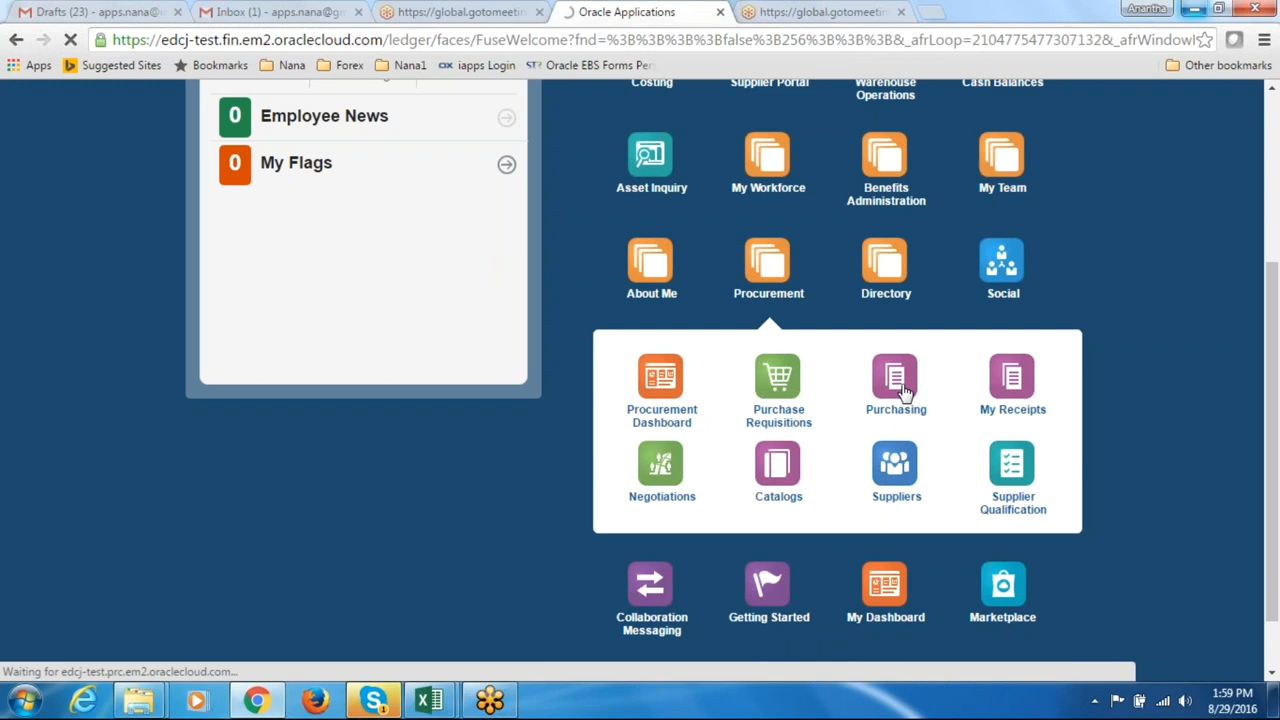 Drafts (23) - apps.nana@
Inbox (1) - apps.nana@g
https://global.gotomeetin
Oracle Applications
https://global.gotomeetin
Anantha
https://edcj-test.fin.em2.oraclecloud.com/ledger/faces/FuseWelcome?fnd=%3B%3B%3B%3Bfalse%3B256%3B%3B%3B&_afrLoop=2104775477307132&_afrWindowI
Apps
Suggested Sites
Bookmarks
Nana
Forex
Nana1
iapps Login
Oracle EBS Forms Pe
Other bookmarks
Costing
Supplier Portal
Warehouse
Operations
Cash Balances
0 Employee News
0 My Flags
Asset Inquiry
My Workforce
Benefits
Administration
My Team
About Me
Procurement
Directory
Social
Procurement
Dashboard
Purchase
Requisitions
Purchasing
My Receipts
Negotiations
Catalogs
Suppliers
Supplier
Qualification
Collaboration
Messaging
Getting Started
My Dashboard
Marketplace
Waiting for edcj-test.prc.em2.oraclecloud.com...
1:59 PM
8/29/2016